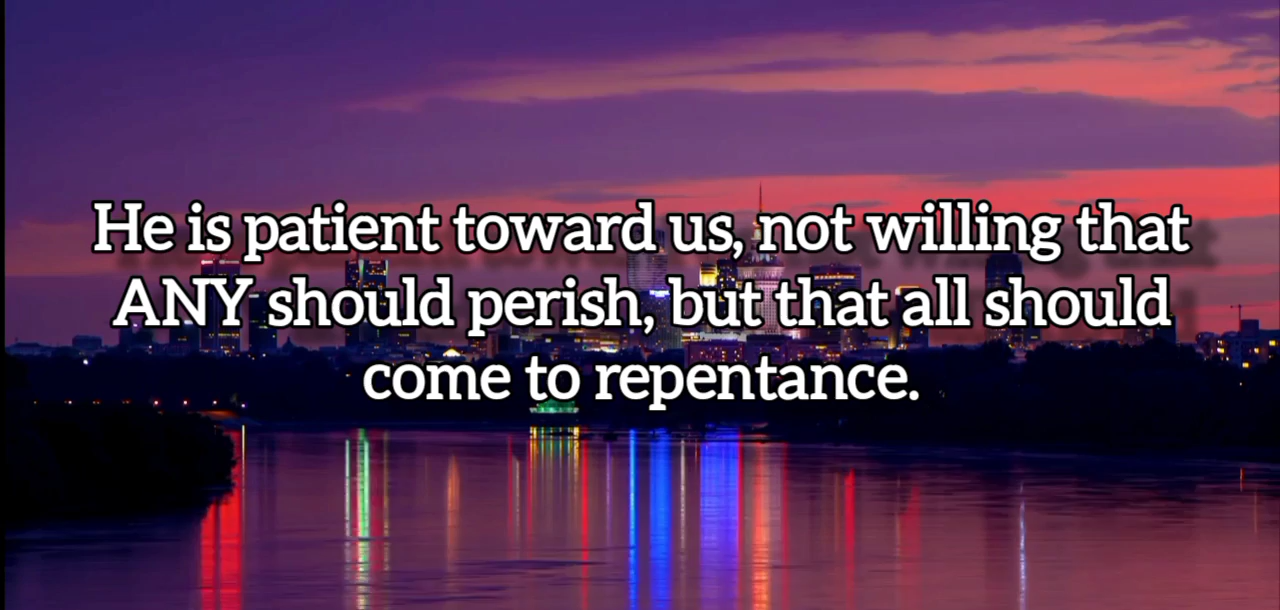 He is patient toward us, not willing that
ANY should perish, but that all should
come to repentance.